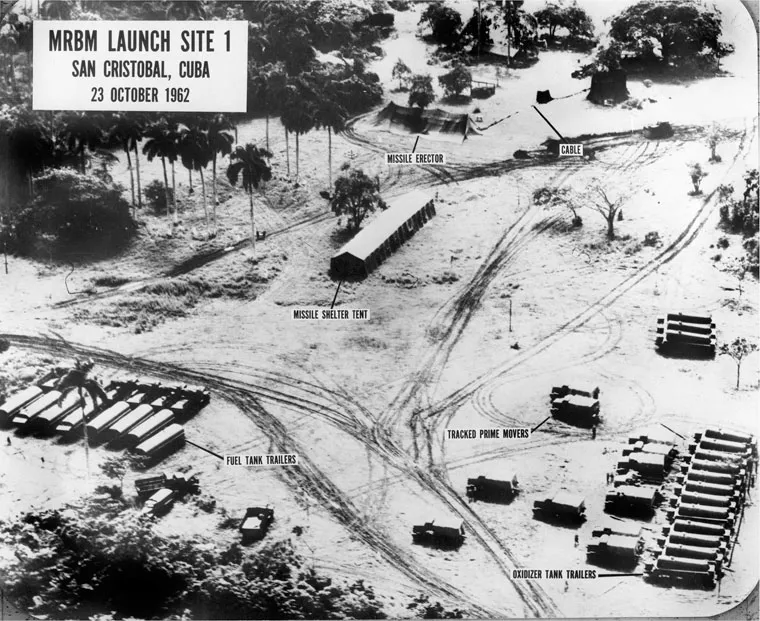 MRBM LAUNCH SITE 1
SAN CRISTOBAL, CUBA
23 OCTOBER 1962
CABLE
MISSILE ERECTOR
MISSILE SHELTER TENT
TRACKED PRIME MOVERS
FUEL TANK TRAILERS
OXIDIZER TANK TRAILERS